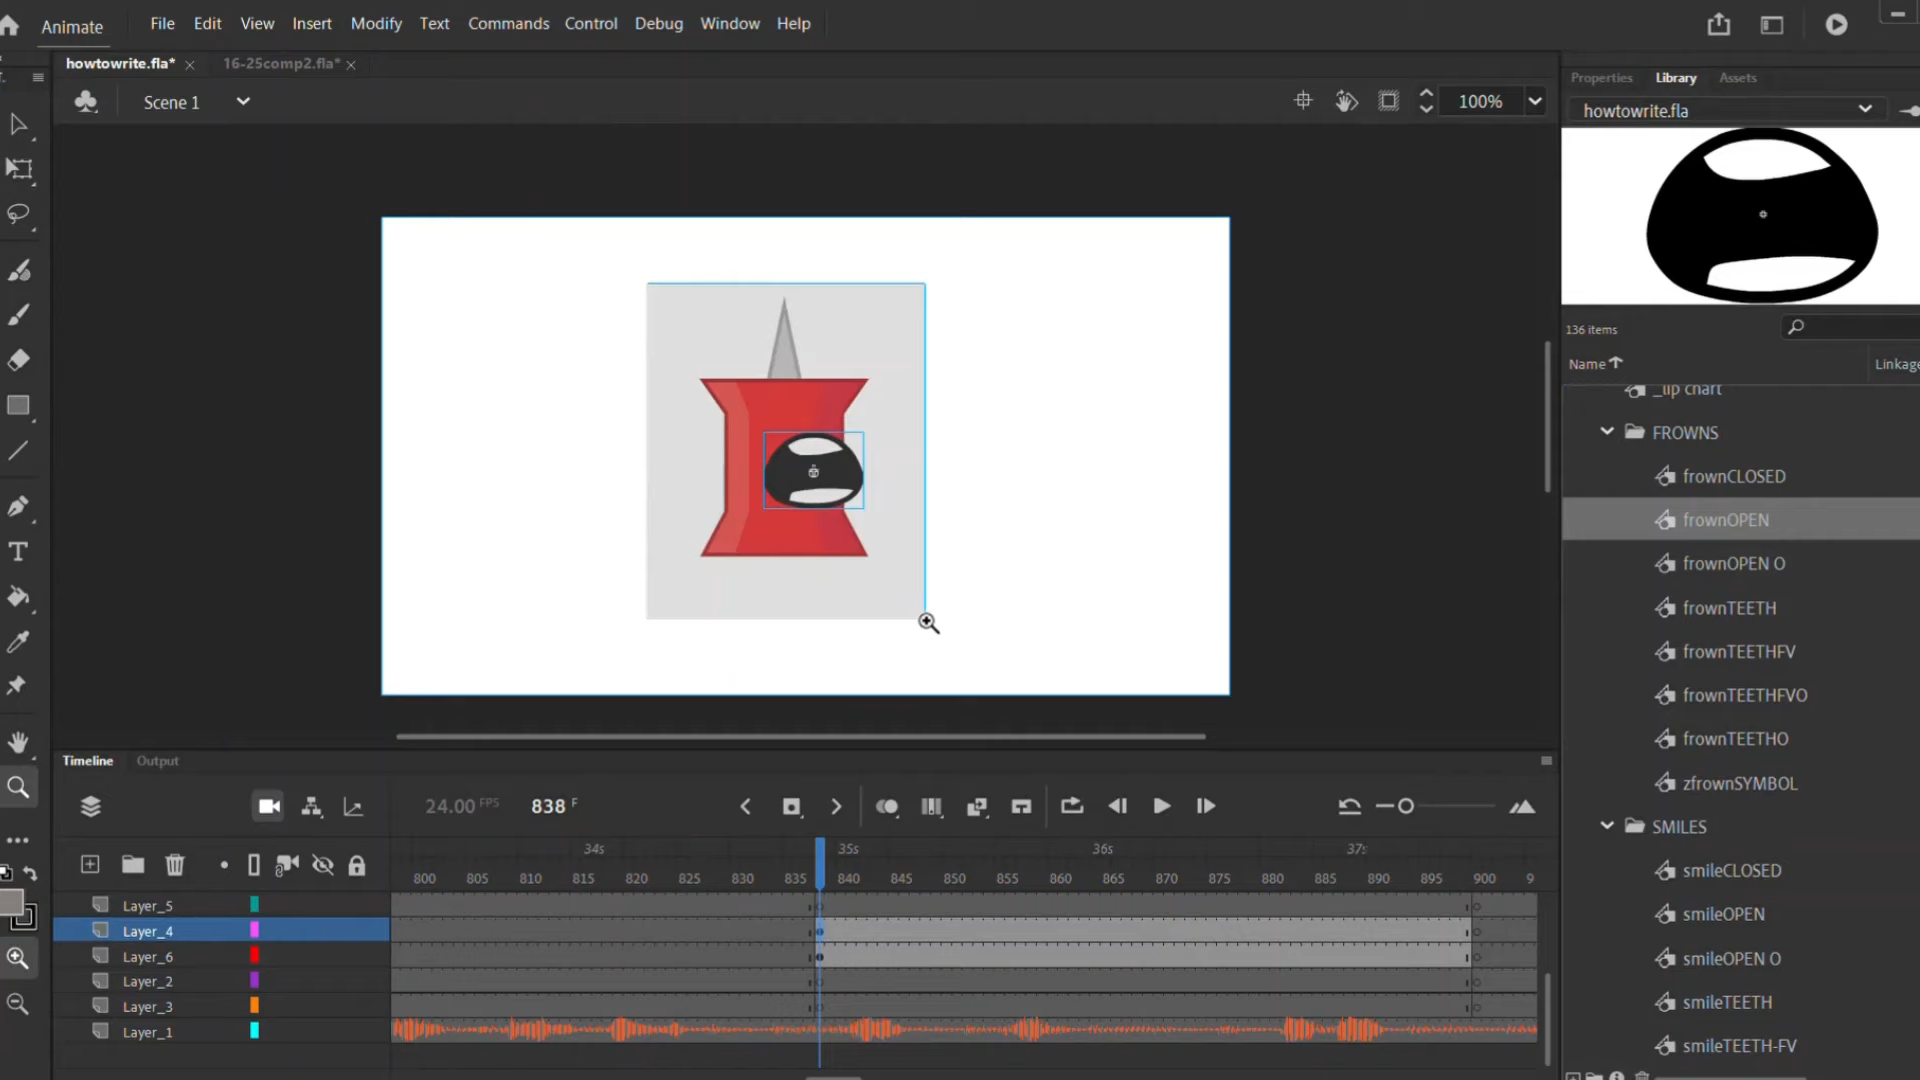 Animate File Edit View Insert Modify Text Commands Control Debug Window Help
howtowrite.fla* × 16-25comp2.fla* ×
Scene 1
100%
Properties Library Assets
howtowrite.fla
136 items
Name Linkage
_lip chart
FROWNS
frownCLOSED
frownOPEN
frownOPEN O
frownTEETH
frownTEETHFV
frownTEETHFVO
frownTEETHO
zfrownSYMBOL
SMILES
smileCLOSED
smileOPEN
smileOPEN O
smileTEETH
smileTEETH-FV
Timeline Output
24.00 FPS 838 F
34s 35s 36s 37s
800 805 810 815 820 825 830 835 840 845 850 855 860 865 870 875 880 885 890 895 900 9
Layer_5
Layer_4
Layer_6
Layer_2
Layer_3
Layer_1